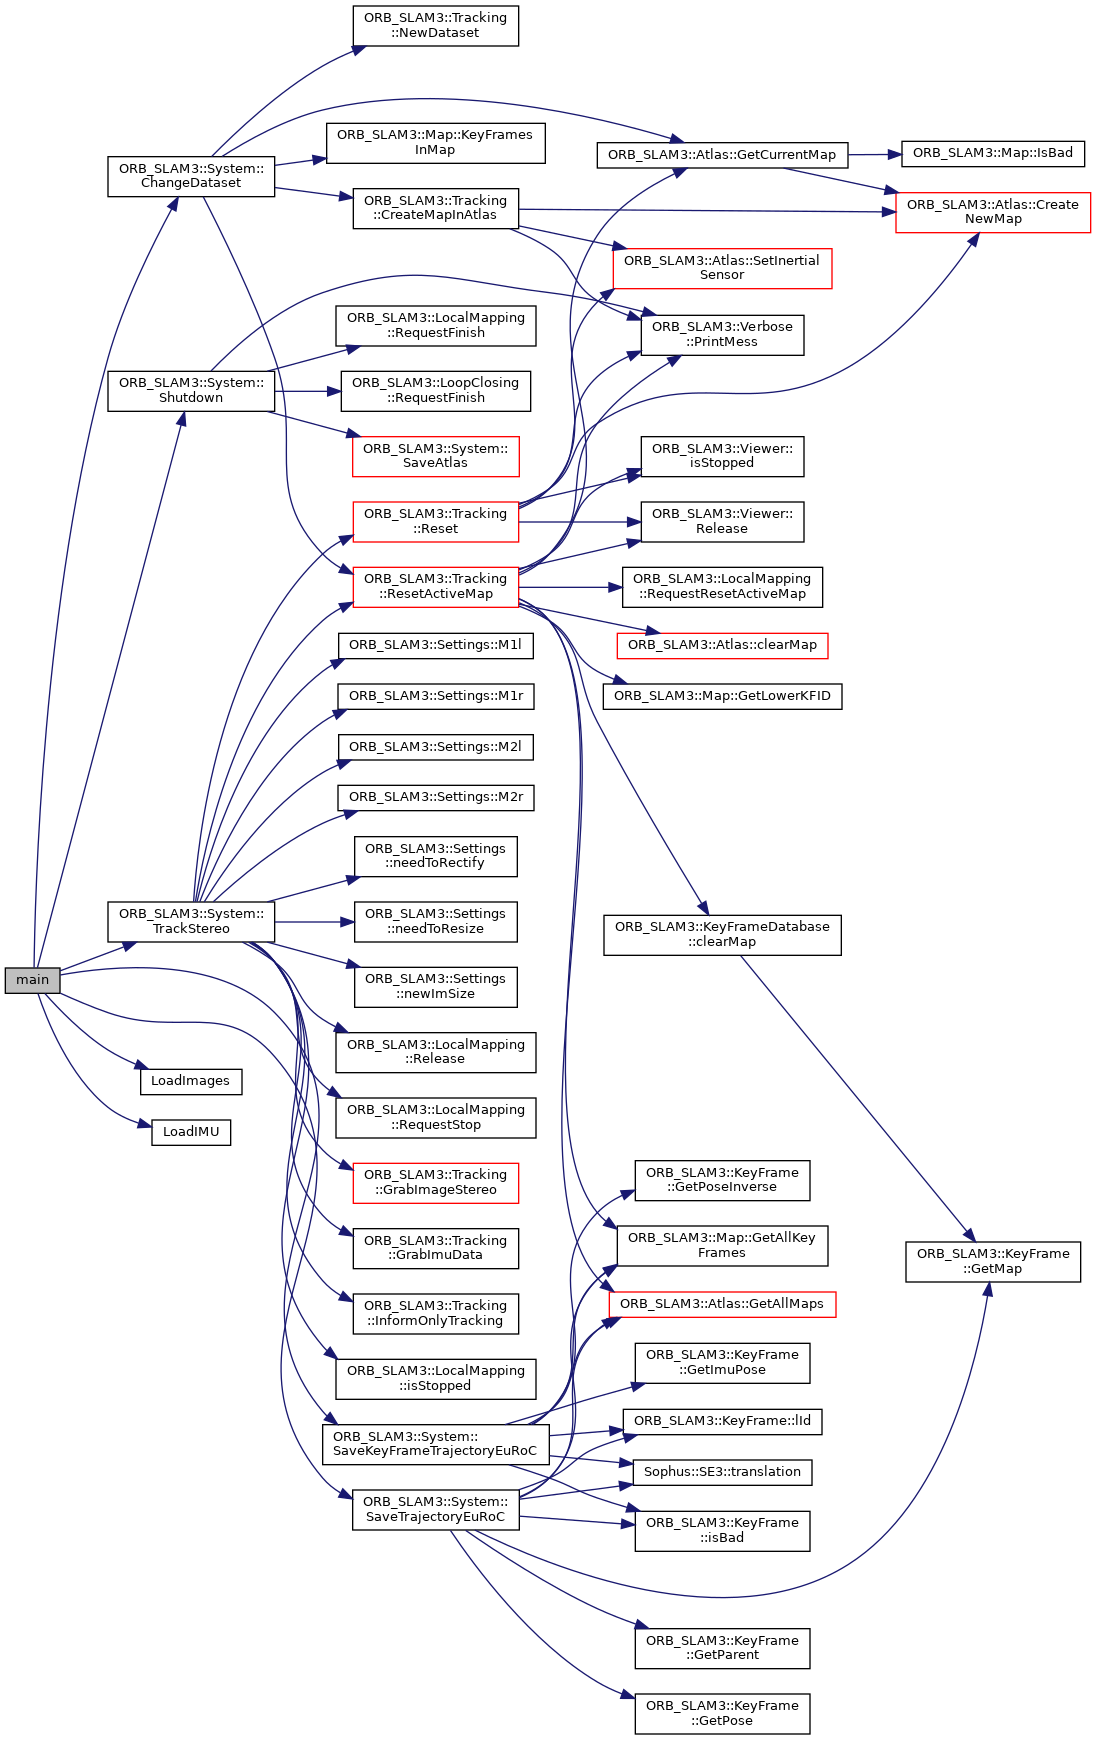 main
ORB_SLAM3::System::
ChangeDataset
ORB_SLAM3::System::
Shutdown
ORB_SLAM3::System::
TrackStereo
LoadImages
LoadIMU
ORB_SLAM3::Tracking
::NewDataset
ORB_SLAM3::Map::KeyFrames
InMap
ORB_SLAM3::Tracking
::CreateMapInAtlas
ORB_SLAM3::LocalMapping
::RequestFinish
ORB_SLAM3::LoopClosing
::RequestFinish
ORB_SLAM3::System::
SaveAtlas
ORB_SLAM3::Tracking
::Reset
ORB_SLAM3::Tracking
::ResetActiveMap
ORB_SLAM3::Settings::M1l
ORB_SLAM3::Settings::M1r
ORB_SLAM3::Settings::M2l
ORB_SLAM3::Settings::M2r
ORB_SLAM3::Settings
::needToRectify
ORB_SLAM3::Settings
::needToResize
ORB_SLAM3::Settings
::newImSize
ORB_SLAM3::LocalMapping
::Release
ORB_SLAM3::LocalMapping
::RequestStop
ORB_SLAM3::Tracking
::GrabImageStereo
ORB_SLAM3::Tracking
::GrabImuData
ORB_SLAM3::Tracking
::InformOnlyTracking
ORB_SLAM3::LocalMapping
::isStopped
ORB_SLAM3::System::
SaveKeyFrameTrajectoryEuRoC
ORB_SLAM3::System::
SaveTrajectoryEuRoC
ORB_SLAM3::Atlas::GetCurrentMap
ORB_SLAM3::Atlas::SetInertial
Sensor
ORB_SLAM3::Verbose
::PrintMess
ORB_SLAM3::Viewer::
isStopped
ORB_SLAM3::Viewer::
Release
ORB_SLAM3::LocalMapping
::RequestResetActiveMap
ORB_SLAM3::Atlas::clearMap
ORB_SLAM3::Map::GetLowerKFID
ORB_SLAM3::KeyFrameDatabase
::clearMap
ORB_SLAM3::KeyFrame
::GetPoseInverse
ORB_SLAM3::Map::GetAllKey
Frames
ORB_SLAM3::Atlas::GetAllMaps
ORB_SLAM3::KeyFrame
::GetImuPose
ORB_SLAM3::KeyFrame::lId
Sophus::SE3::translation
ORB_SLAM3::KeyFrame
::isBad
ORB_SLAM3::KeyFrame
::GetParent
ORB_SLAM3::KeyFrame
::GetPose
ORB_SLAM3::Map::IsBad
ORB_SLAM3::Atlas::Create
NewMap
ORB_SLAM3::KeyFrame
::GetMap